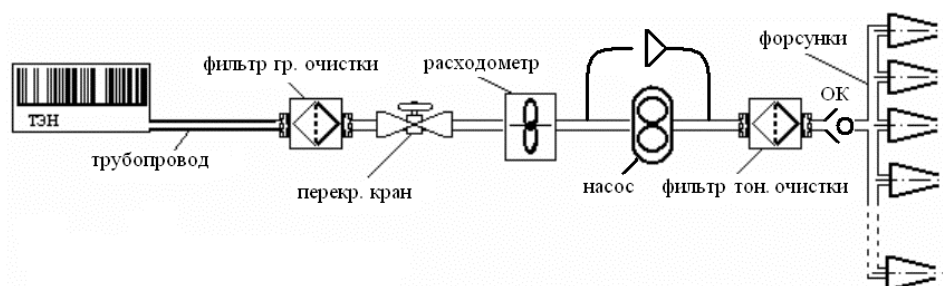 форсунки
расходометр
фильтр гр. очистки
ОК
ТЭН
трубопровод
перекр. кран
насос
фильтр тон. очистки